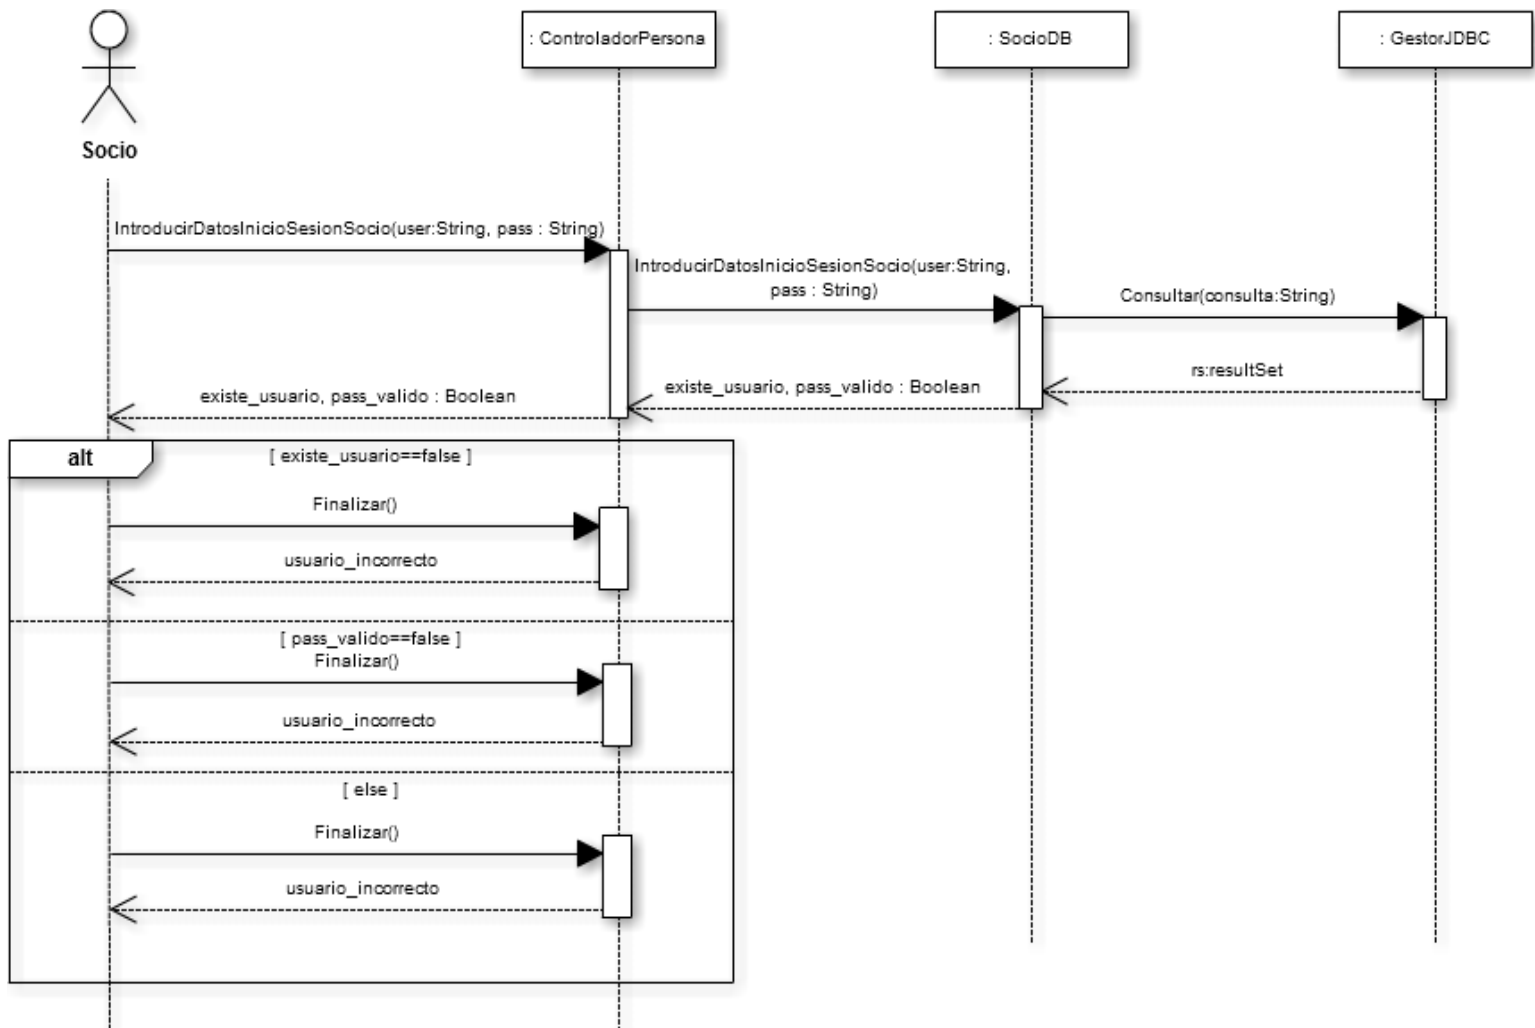 : ControladorPersona
: SocioDB
: GestorJDBC
Socio
IntroducirDatosInicioSesionSocio(user:String, pass : String)
IntroducirDatosInicioSesionSocio(user:String,
pass : String)
Consultar(consulta:String)
rs:resultSet
existe_usuario, pass_valido : Boolean
existe_usuario, pass_valido : Boolean
alt
[ existe_usuario==false ]
Finalizar()
usuario_incorrecto
[ pass_valido==false ]
Finalizar()
usuario_incorrecto
[ else ]
Finalizar()
usuario_incorrecto